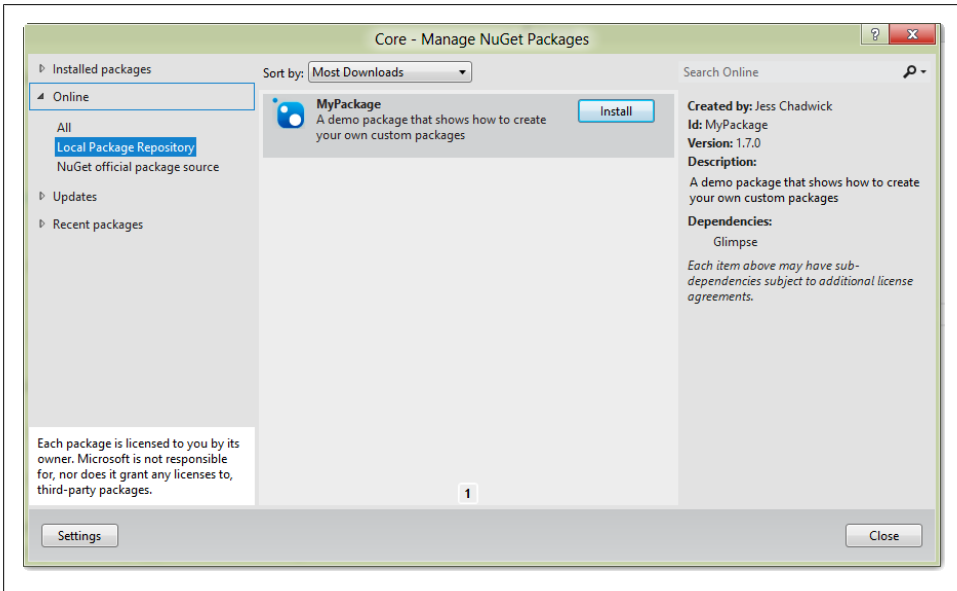 Core - Manage NuGet Packages
?
x
Installed packages
Online
All
Local Package Repository
NuGet official package source
Updates
Recent packages
Each package is licensed to you by its
owner. Microsoft is not responsible
for, nor does it grant any licenses to,
third-party packages.
Settings
Sort by: Most Downloads
MyPackage
A demo package that shows how to create
your own custom packages
Install
1
Search Online
Created by: Jess Chadwick
Id: MyPackage
Version: 1.7.0
Description:
A demo package that shows how to create
your own custom packages
Dependencies:
Glimpse
Each item above may have sub-
dependencies subject to additional license
agreements.
Close